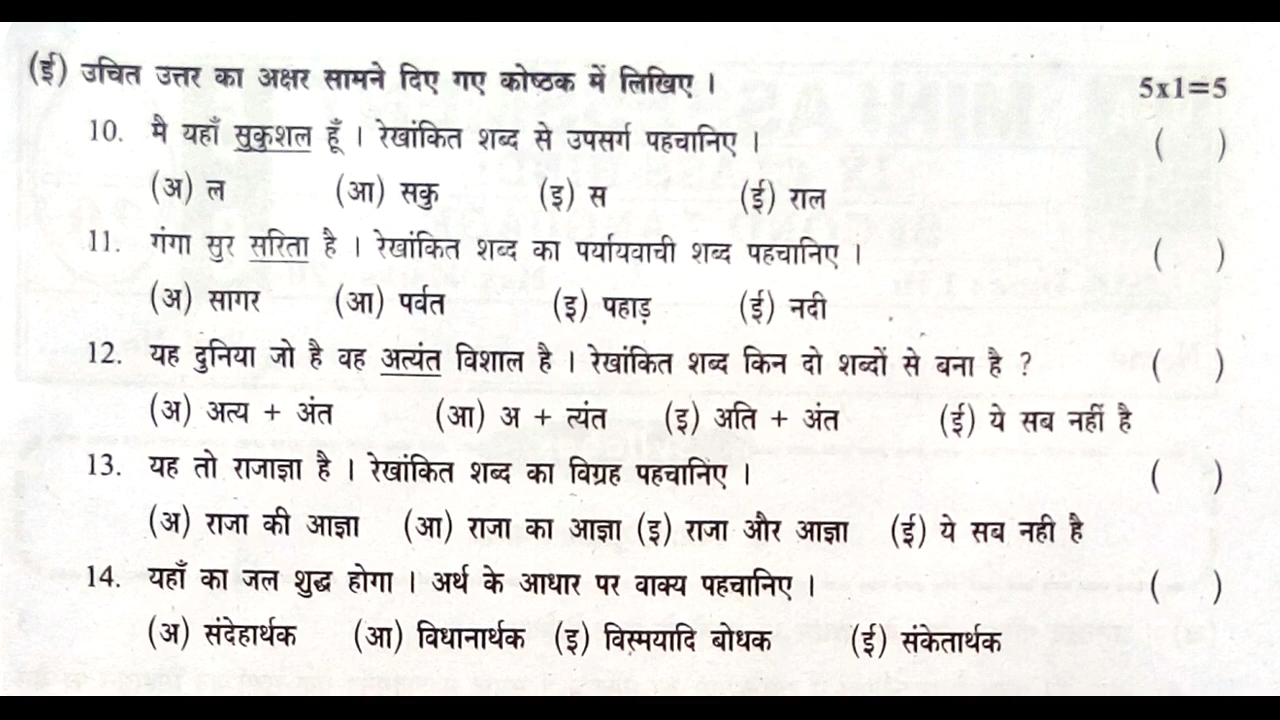 (ई) उचित उत्तर का अक्षर सामने दिए गए कोष्ठक में लिखिए । 5x1=5
10. मै यहाँ सुकुशल हूँ । रेखांकित शब्द से उपसर्ग पहचानिए । ( )
(अ) ल (आ) सकु (इ) स (ई) राल
11. गंगा सुर सरिता है । रेखांकित शब्द का पर्यायवाची शब्द पहचानिए । ( )
(अ) सागर (आ) पर्वत (इ) पहाड़ (ई) नदी
12. यह दुनिया जो है वह अत्यंत विशाल है । रेखांकित शब्द किन दो शब्दों से बना है ? ( )
(अ) अत्य + अंत (आ) अ + त्यंत (इ) अति + अंत (ई) ये सब नहीं है
13. यह तो राजाज्ञा है । रेखांकित शब्द का विग्रह पहचानिए । ( )
(अ) राजा की आज्ञा (आ) राजा का आज्ञा (इ) राजा और आज्ञा (ई) ये सब नही है
14. यहाँ का जल शुद्ध होगा । अर्थ के आधार पर वाक्य पहचानिए । ( )
(अ) संदेहार्थक (आ) विधानार्थक (इ) विस्मयादि बोधक (ई) संकेतार्थक